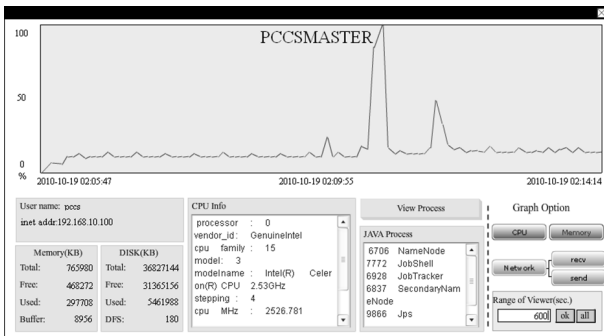 PCCSMASTER
100
50
0
%
2010-10-19 02:05:47
2010-10-19 02:09:55
2010-10-19 02:14:14
User name: pccs
inet addr:192.168.10.100
Memory(KB)
Total: 765980
Free: 468272
Used: 297708
Buffer: 8956
DISK(KB)
Total: 36827144
Free: 31365156
Used: 5461988
DFS: 180
CPU Info
processor : 0
vendor_id : GenuineIntel
cpu family : 15
model: 3
modelname : Intel(R) Celer
on(R) CPU 2.53GHz
stepping : 4
cpu MHz : 2526.781
View Process
JAVA Process
6706 NameNode
7772 JobShell
6928 JobTracker
6837 SecondaryNam
eNode
9866 Jps
Graph Option
CPU Memory
Network
recv
send
Range of Viewer(sec.)
600 ok all